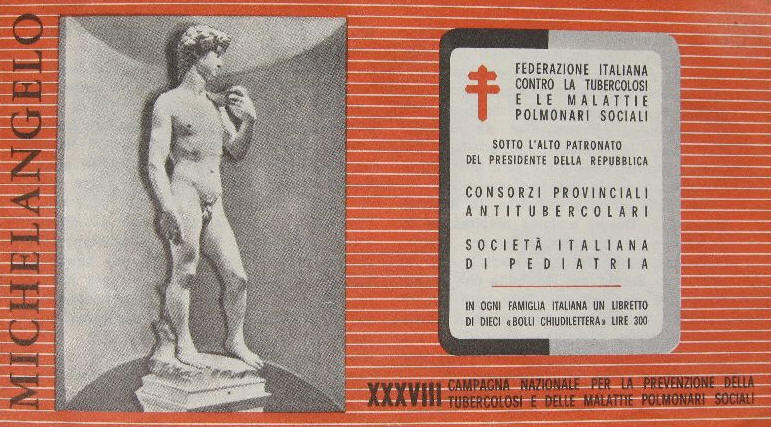 MICHELANGELO
FEDERAZIONE ITALIANA
CONTRO LA TUBERCOLOSI
E LE MALATTIE
POLMONARI SOCIALI
SOTTO L'ALTO PATRONATO
DEL PRESIDENTE DELLA REPUBBLICA
CONSORZI PROVINCIALI
ANTITUBERCOLARI
SOCIETÀ ITALIANA
DI PEDIATRIA
IN OGNI FAMIGLIA ITALIANA UN LIBRETTO
DI DIECI «BOLLI CHIUDILETTERA» LIRE 300
XXXVIII CAMPAGNA NAZIONALE PER LA PREVENZIONE DELLA
TUBERCOLOSI E DELLE MALATTIE POLMONARI SOCIALI